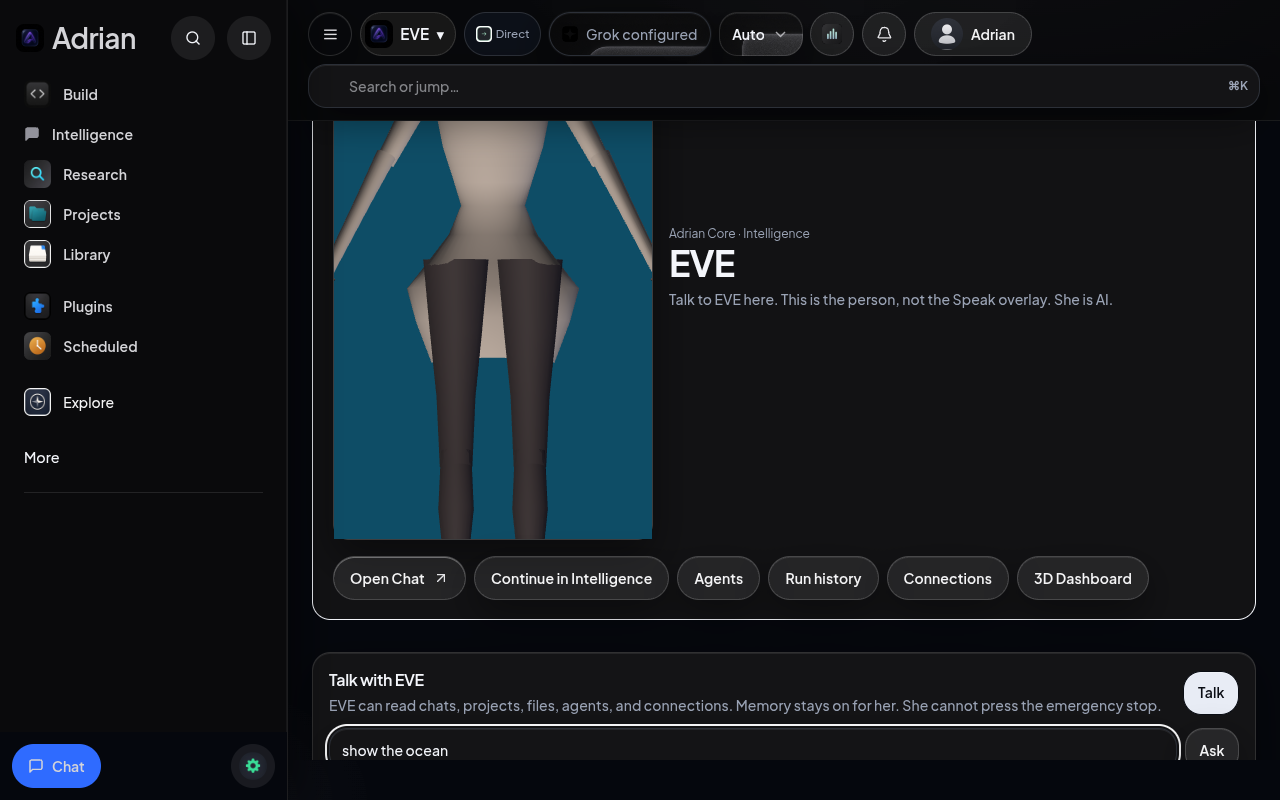 Adrian
Build
Intelligence
Research
Projects
Library
Plugins
Scheduled
Explore
More
Chat
EVE ▾
Direct
Grok configured
Auto
Adrian
Search or jump…
⌘K
Adrian Core · Intelligence
EVE
Talk to EVE here. This is the person, not the Speak overlay. She is AI.
Open Chat
Continue in Intelligence
Agents
Run history
Connections
3D Dashboard
Talk with EVE
EVE can read chats, projects, files, agents, and connections. Memory stays on for her. She cannot press the emergency stop.
Talk
show the ocean
Ask